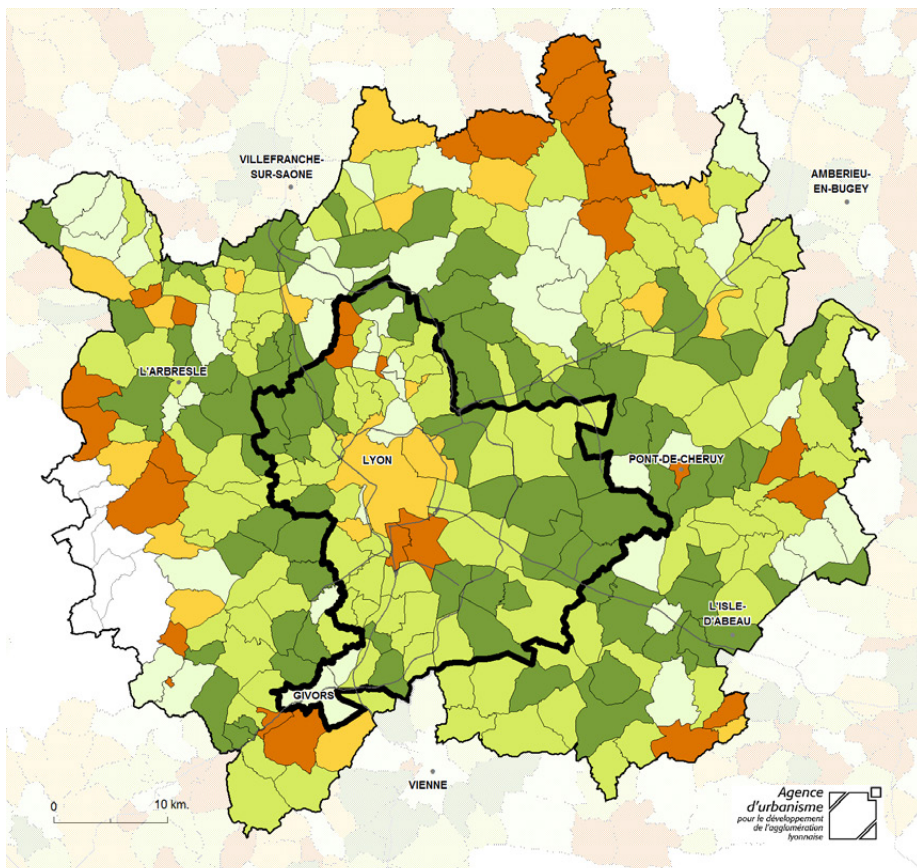 VILLEFRANCHE-
SUR-SAONE
AMBERIEU-
EN-BUGEY
L'ARBRESLE
LYON
PONT-DE-CHERUY
L'ISLE-
D'ABEAU
GIVORS
VIENNE
0 10 km.
Agence
d'urbanisme
pour le développement
de l'agglomération
lyonnaise